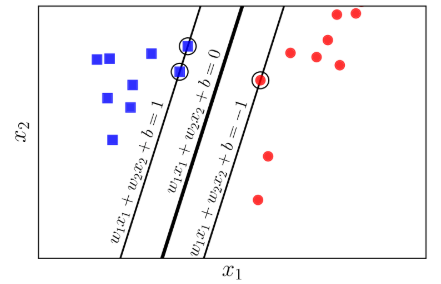 x₂
w₁x₁ + w₂x₂ + b = 1
w₁x₁ + w₂x₂ + b = 0
w₁x₁ + w₂x₂ + b = −1
x₁